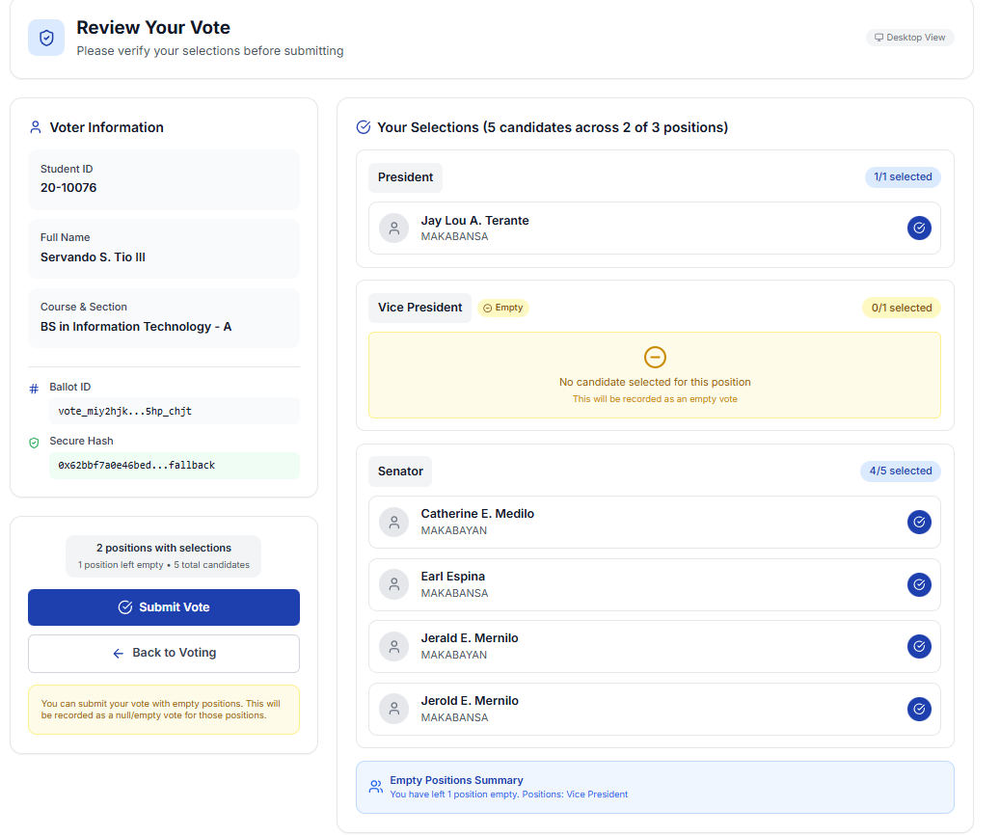 Review Your Vote
Please verify your selections before submitting
Desktop View
Voter Information
Student ID
20-10076
Full Name
Servando S. Tio III
Course & Section
BS in Information Technology - A
Ballot ID
vote_miy2hjk...5hp_chjt
Secure Hash
0x62bbf7a0e46bed...fallback
2 positions with selections
1 position left empty • 5 total candidates
Submit Vote
Back to Voting
You can submit your vote with empty positions. This will
be recorded as a null/empty vote for those positions.
Your Selections (5 candidates across 2 of 3 positions)
President
1/1 selected
Jay Lou A. Terante
MAKABANSA
Vice President
Empty
0/1 selected
No candidate selected for this position
This will be recorded as an empty vote
Senator
4/5 selected
Catherine E. Medilo
MAKABAYAN
Earl Espina
MAKABANSA
Jerald E. Mernilo
MAKABAYAN
Jerold E. Mernilo
MAKABANSA
Empty Positions Summary
You have left 1 position empty. Positions: Vice President